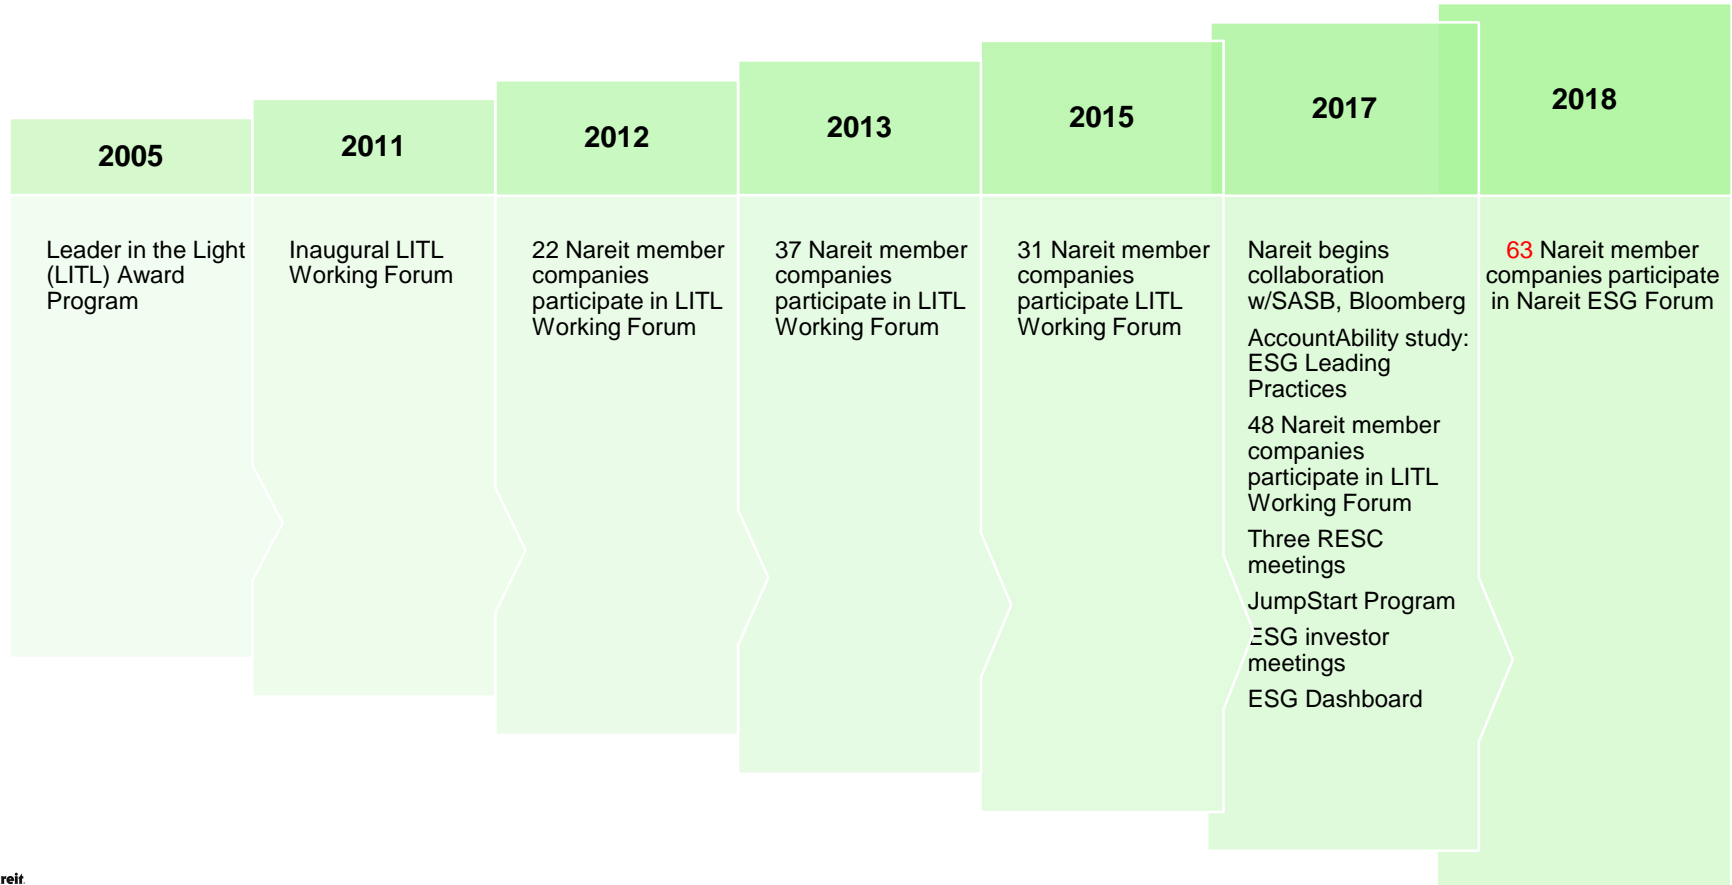 2005
Leader in the Light
(LITL) Award
Program
2011
Inaugural LITL
Working Forum
2012
22 Nareit member
companies
participate in LITL
Working Forum
2013
37 Nareit member
companies
participate in LITL
Working Forum
2015
31 Nareit member
companies
participate LITL
Working Forum
2017
Nareit begins
collaboration
w/SASB, Bloomberg
AccountAbility study:
ESG Leading
Practices
48 Nareit member
companies
participate in LITL
Working Forum
Three RESC
meetings
JumpStart Program
ESG investor
meetings
ESG Dashboard
2018
63 Nareit member
companies participate
in Nareit ESG Forum
reit.